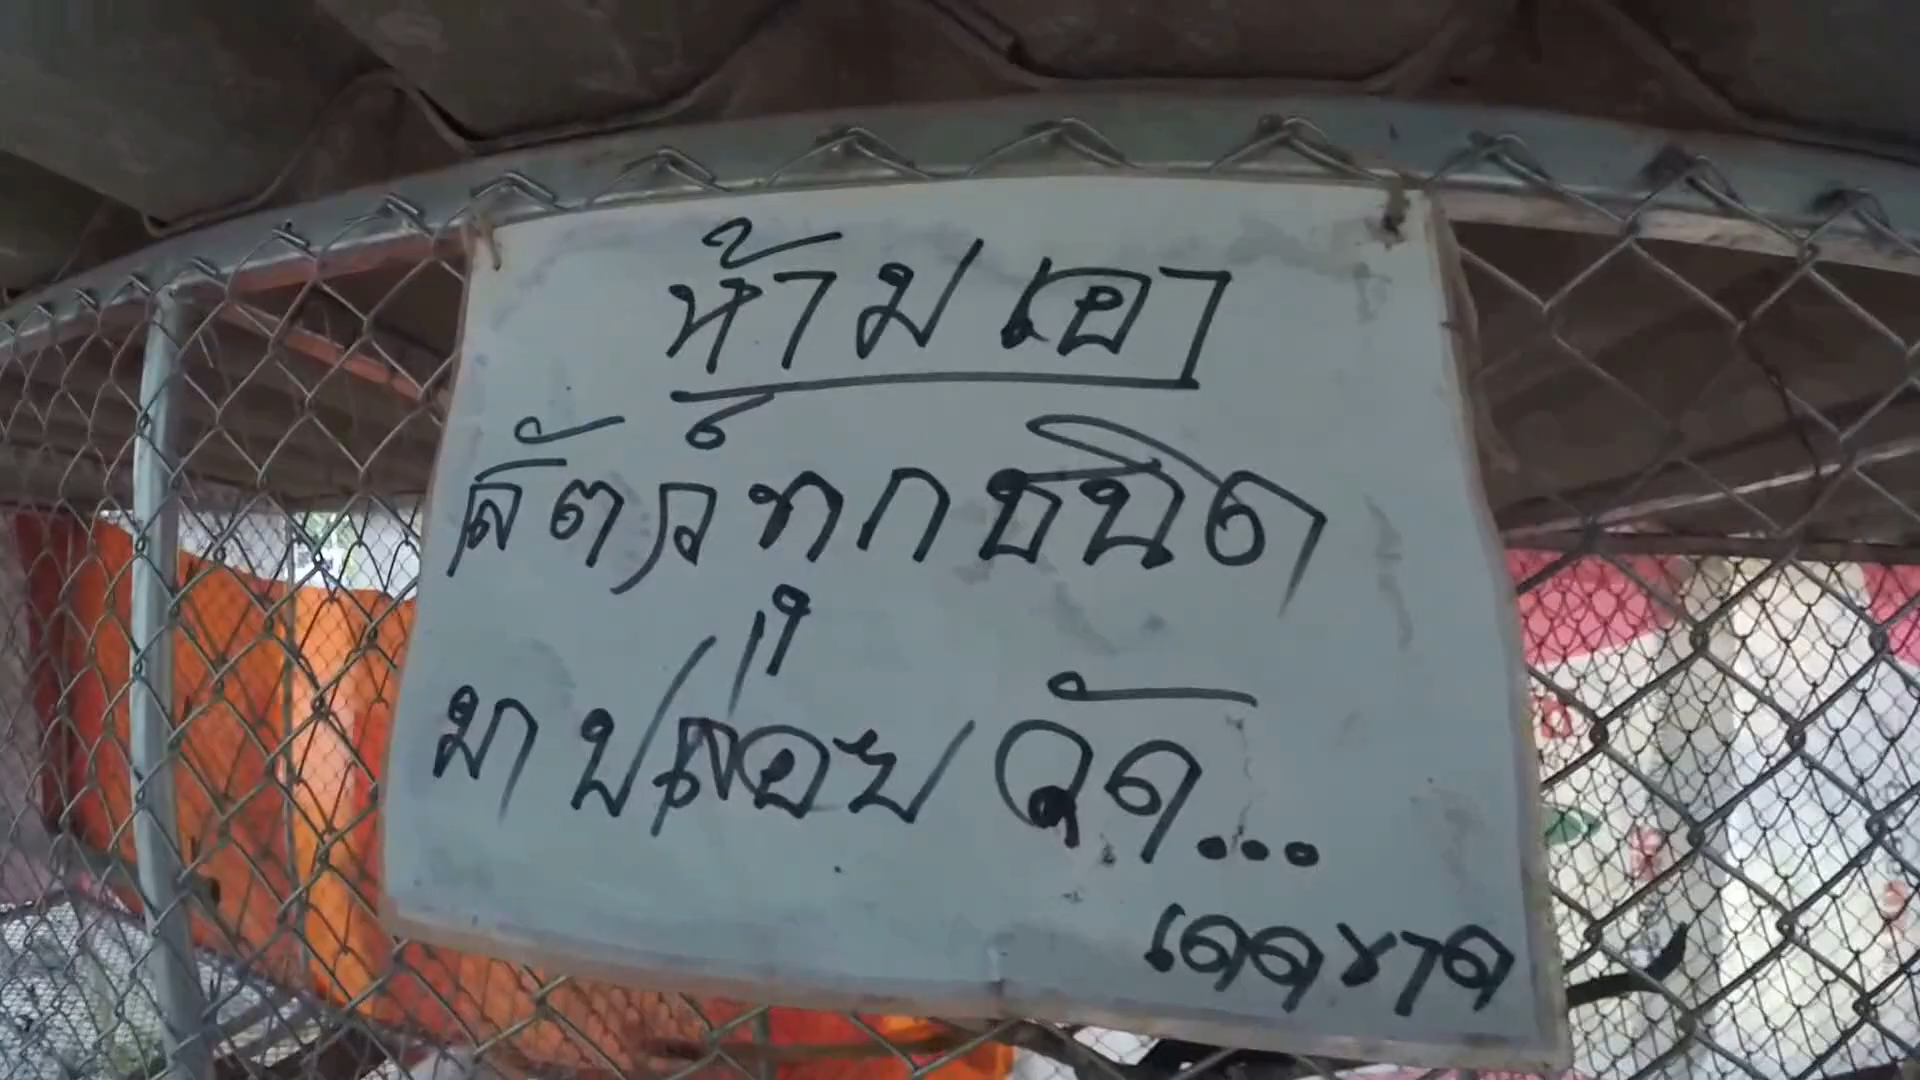 ห้ามเอา
สัตว์ทุกชนิด
มาปล่อยที่วัด...
เดดขาด